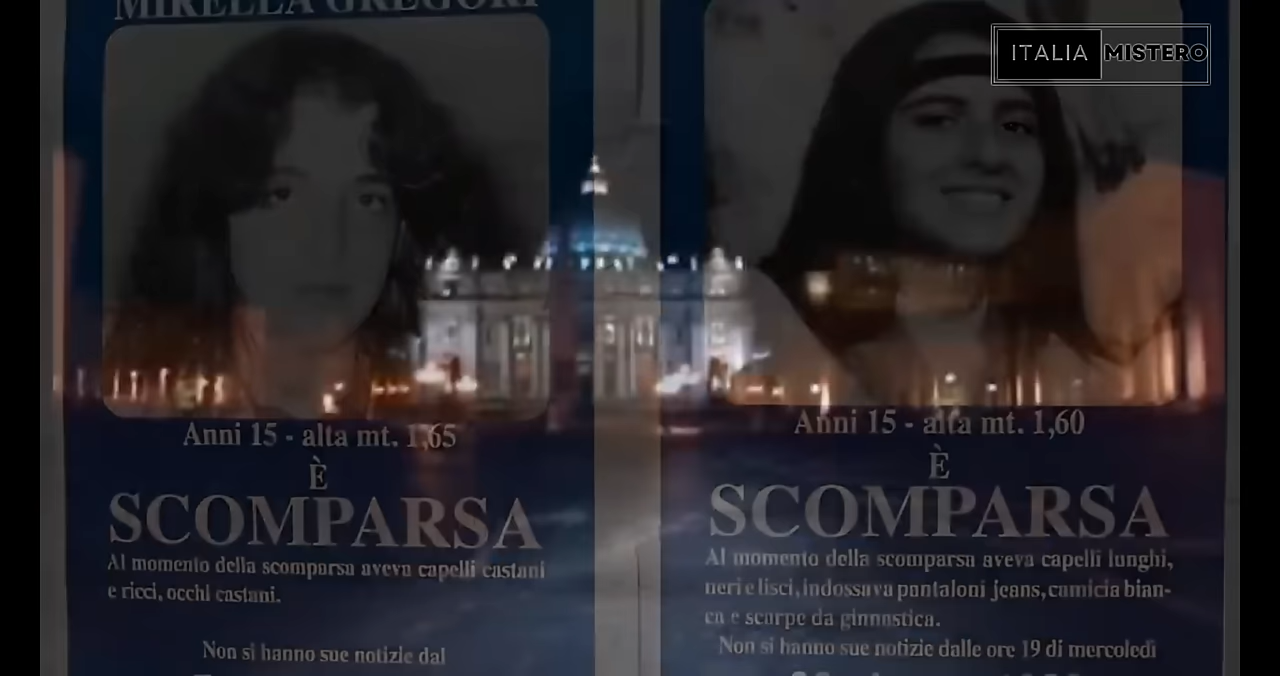 MIRELLA GREGORI
ITALIA MISTERO
Anni 15 - alta mt. 1,65
È
SCOMPARSA
Al momento della scomparsa aveva capelli castani
e ricci, occhi castani.
Non si hanno sue notizie dal
Anni 15 - alta mt. 1,60
È
SCOMPARSA
Al momento della scomparsa aveva capelli lunghi,
neri e lisci, indossava pantaloni jeans, camicia bian-
ca e scarpe da ginnastica.
Non si hanno sue notizie dalle ore 19 di mercoledì